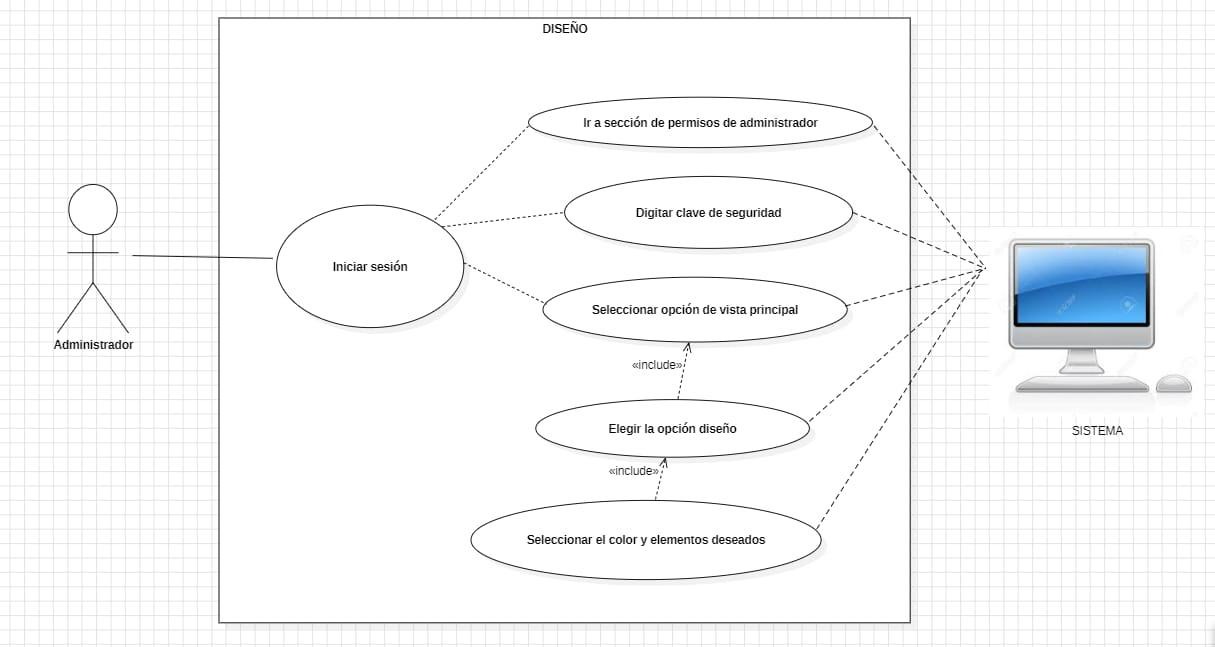 DISEÑO
Ir a sección de permisos de administrador
Digitar clave de seguridad
Iniciar sesión
Seleccionar opción de vista principal
Administrador
«include»
Elegir la opción diseño
SISTEMA
«include»
Seleccionar el color y elementos deseados